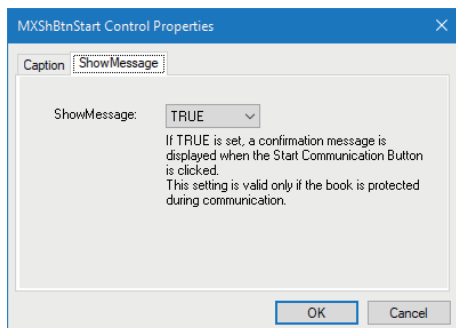 MXShBtnStart Control Properties
Caption ShowMessage
ShowMessage: TRUE
If TRUE is set, a confirmation message is
displayed when the Start Communication Button
is clicked.
This setting is valid only if the book is protected
during communication.
OK Cancel